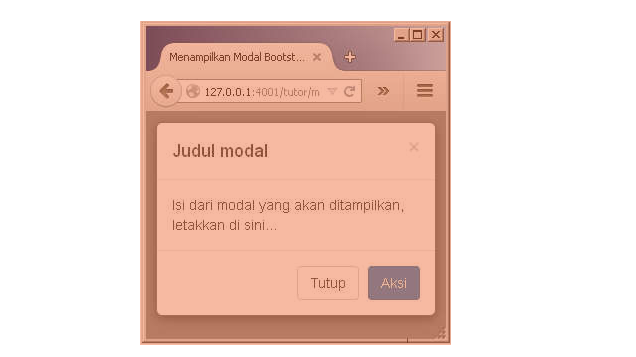 Menampilkan Modal Bootst...
127.0.0.1:4001/tutor/m
Judul modal
Isi dari modal yang akan ditampilkan,
letakkan di sini...
Tutup
Aksi